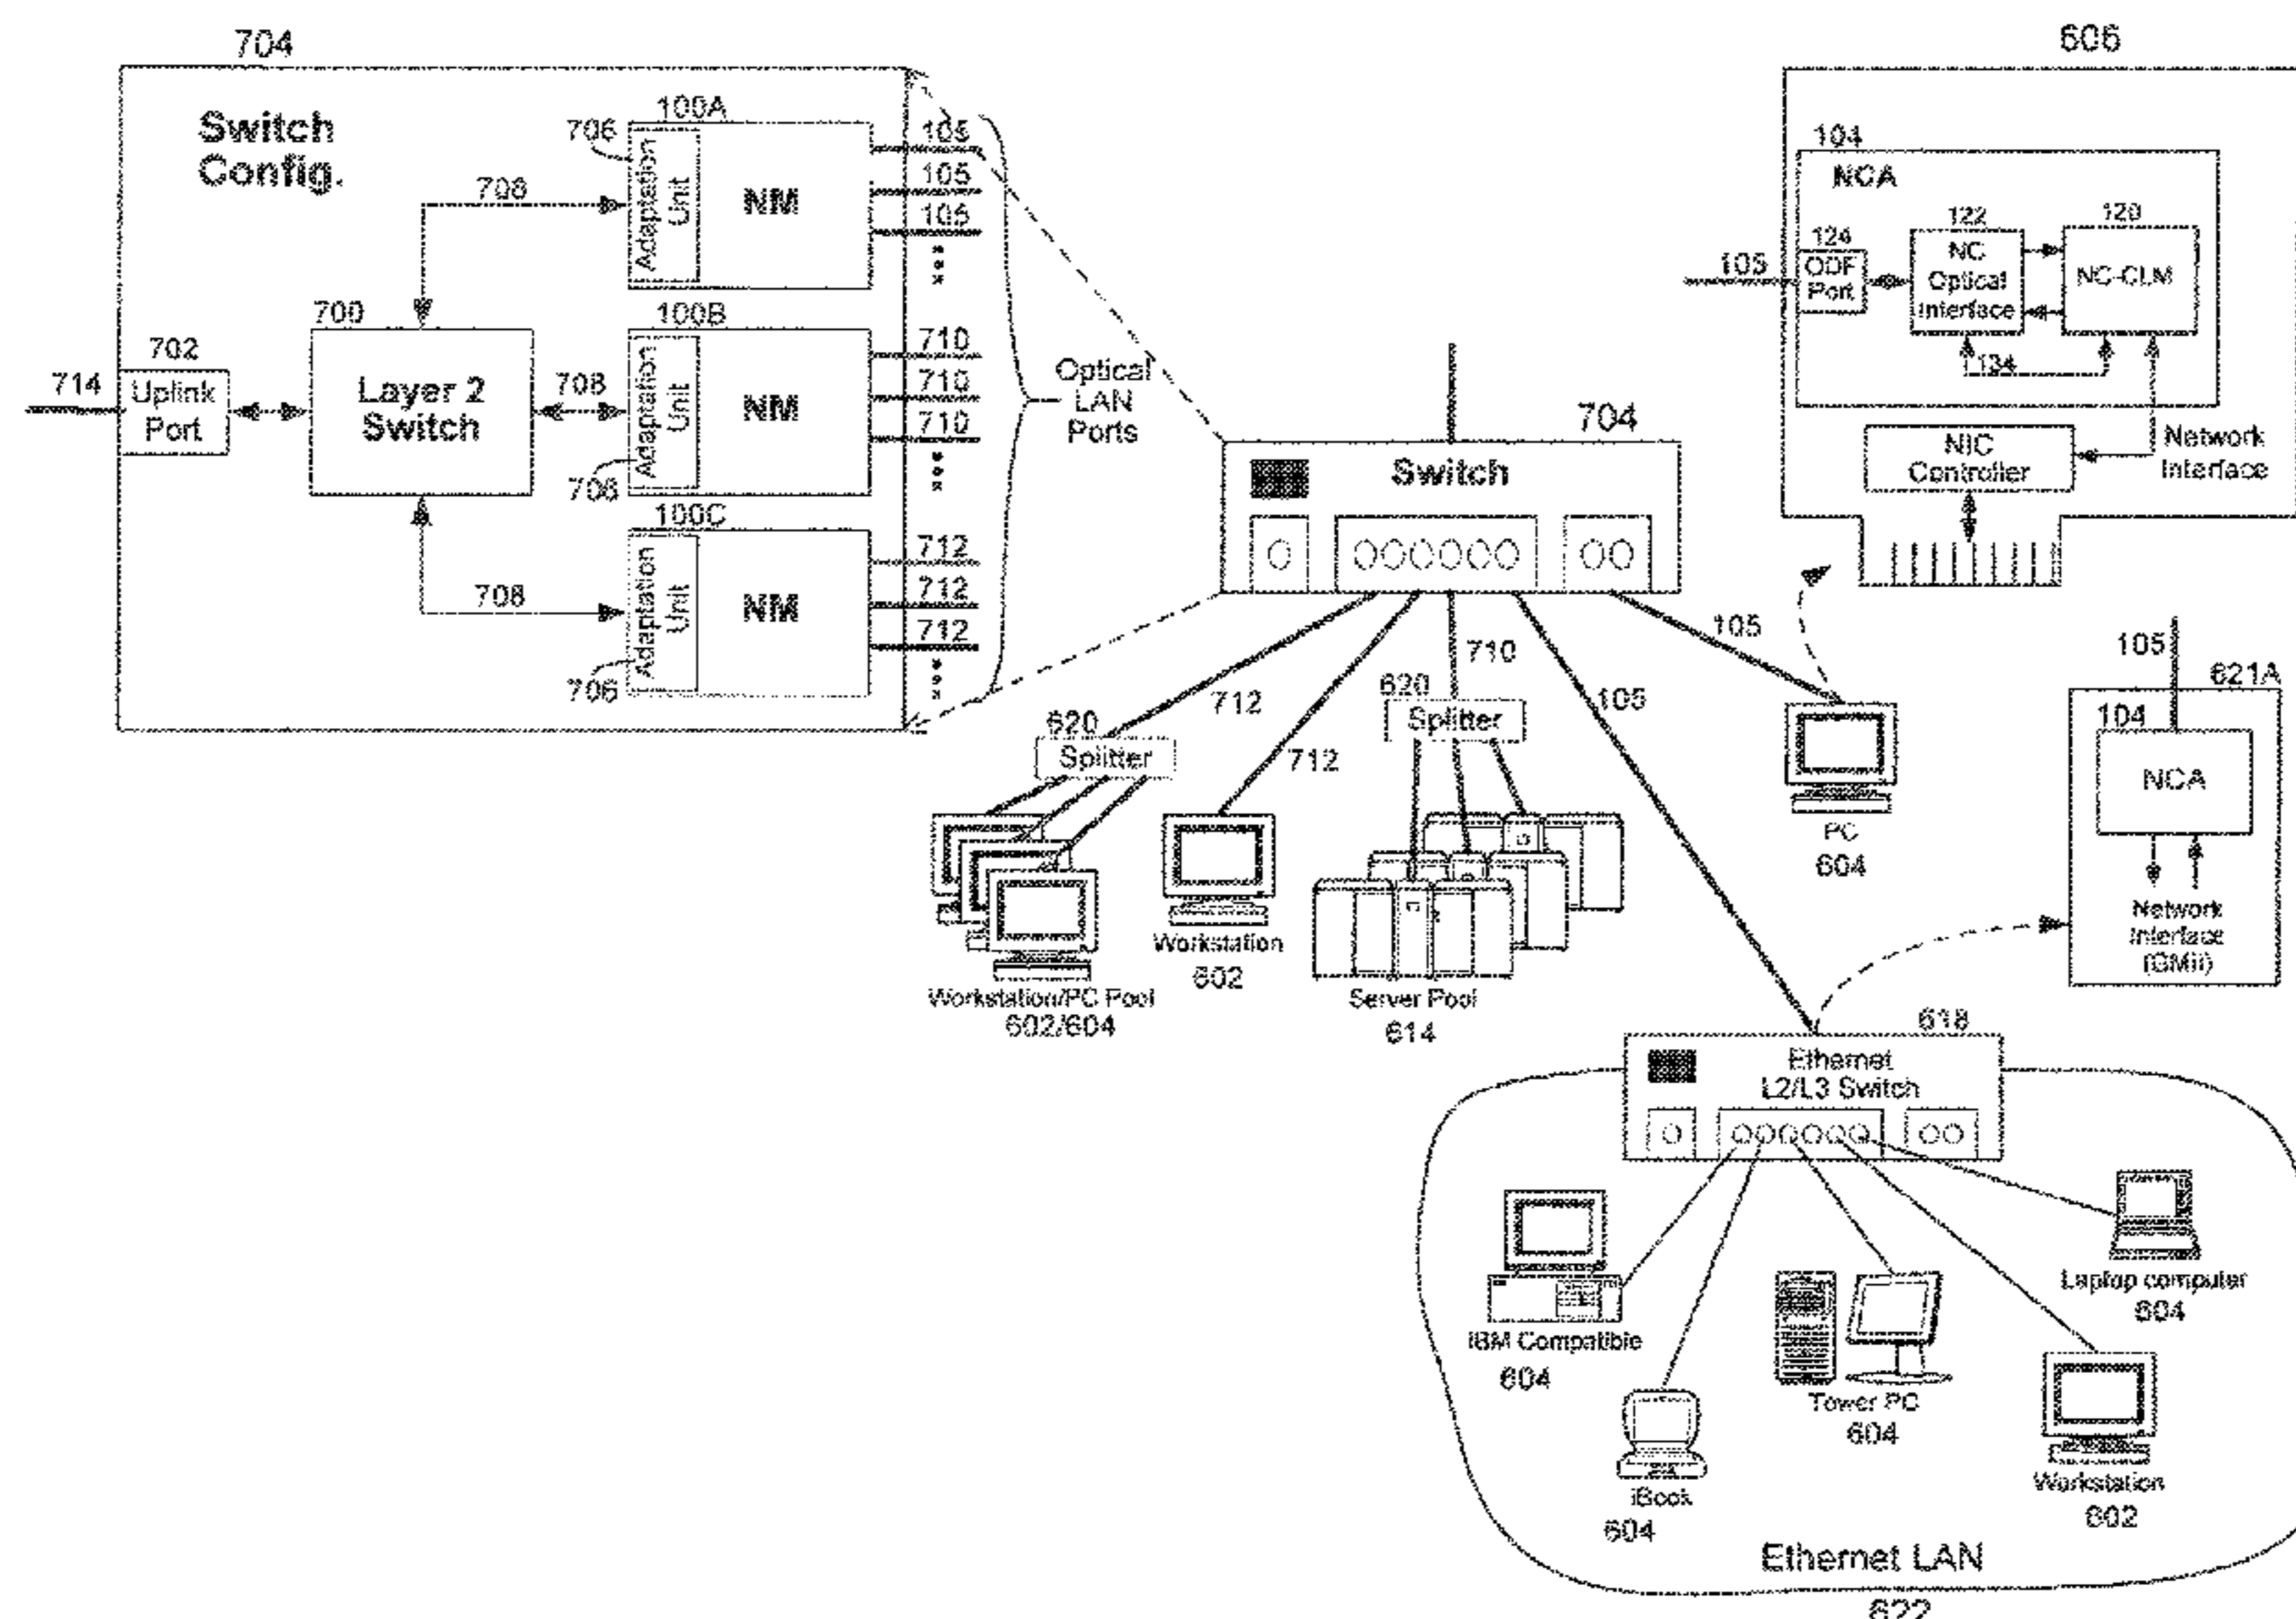 704
Switch
Config.
706
100A
Adaptation
Unit
NM
105
105
105
708
700
Layer 2
Switch
702
Uplink
Port
714
708
100B
Adaptation
Unit
NM
706
710
710
710
Optical
LAN
Ports
100C
Adaptation
Unit
NM
706
708
712
712
712
606
104
NCA
122
120
124
ODF
Port
105
NC
Optical
Interface
NC-CLM
134
NIC
Controller
Network
Interface
704
Switch
105
710
712
712
105
620
Splitter
620
Splitter
Workstation/PC Pool
602/604
Workstation
602
Server Pool
614
PC
604
105
621A
104
NCA
Network
Interface
(GMII)
618
Ethernet
L2/L3 Switch
IBM Compatible
604
iBook
604
Tower PC
604
Laptop computer
604
Workstation
602
Ethernet LAN
622